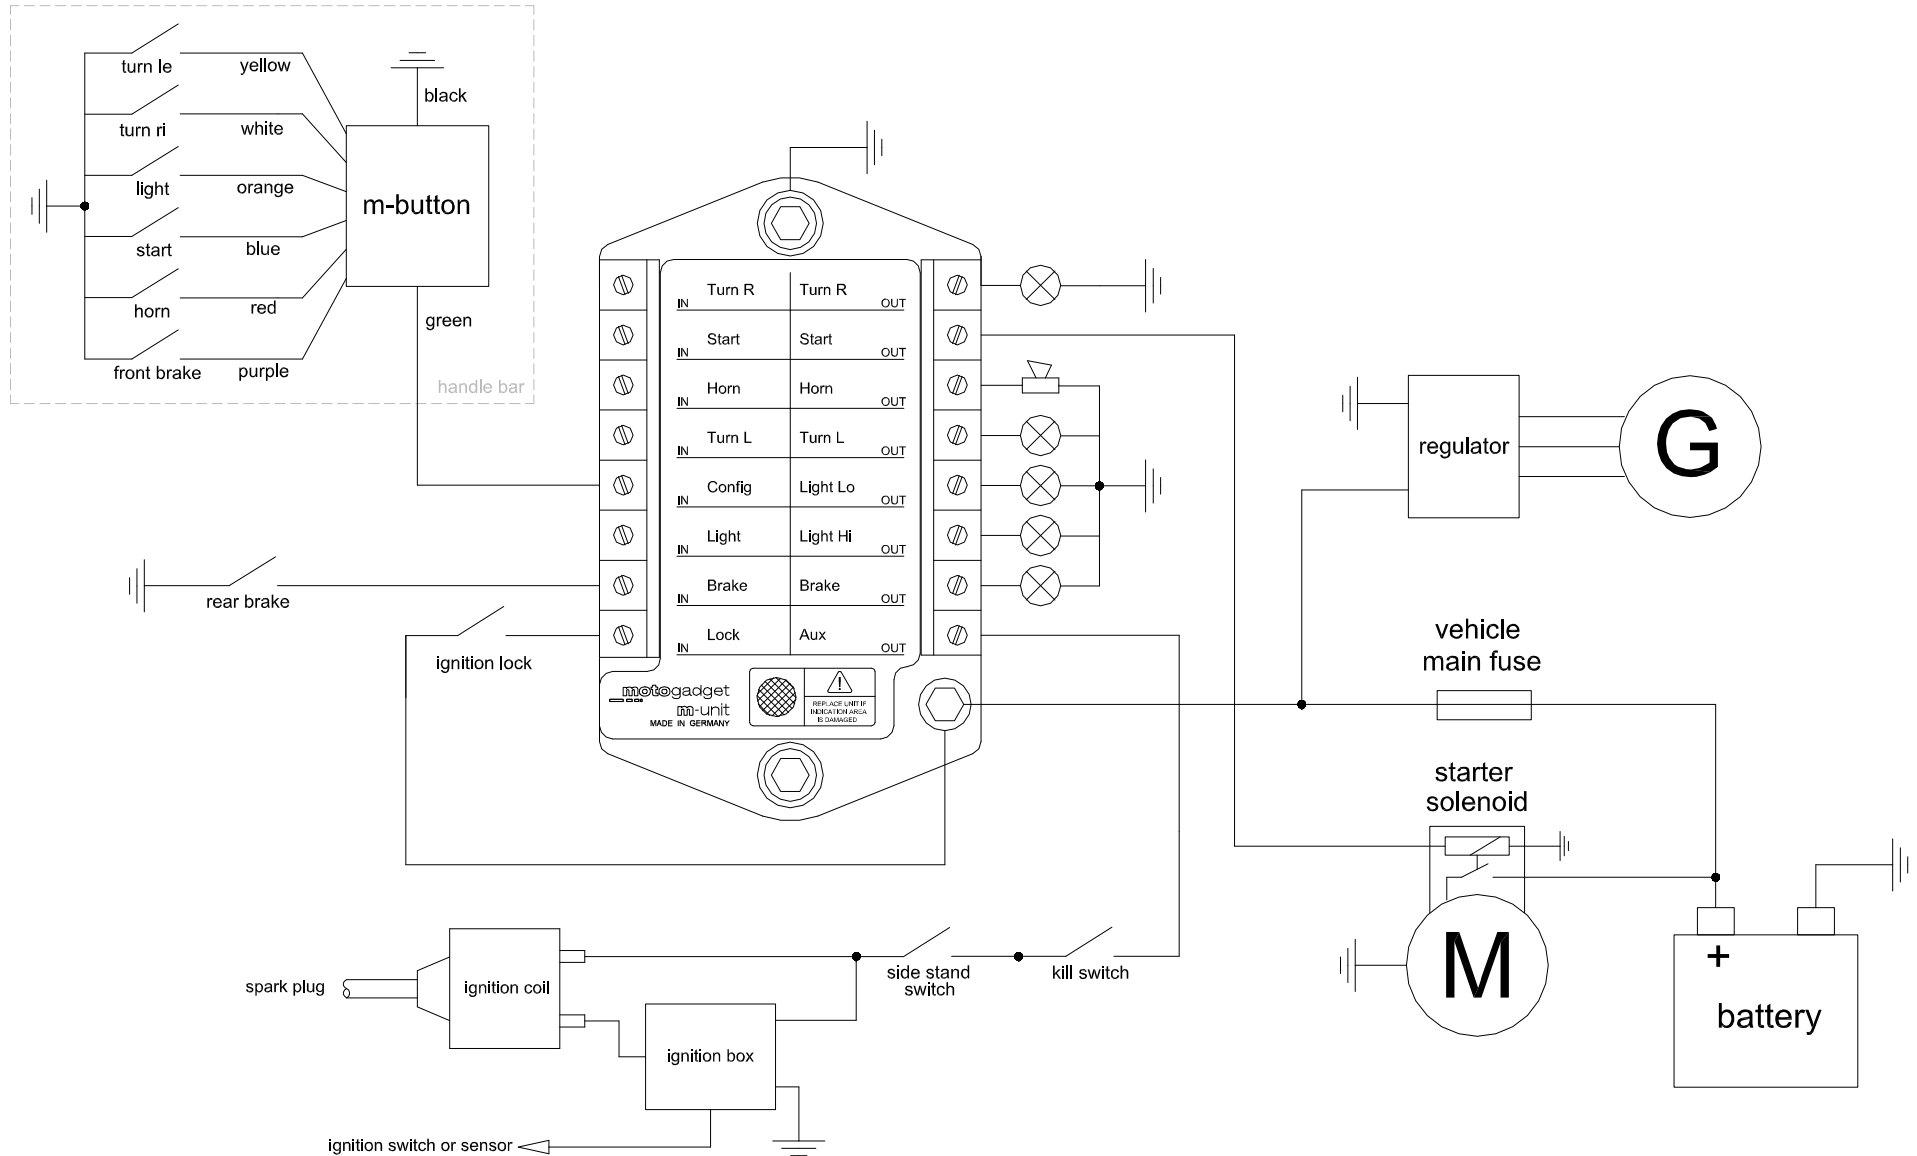 turn le
yellow
turn ri
white
light
orange
start
blue
horn
red
front brake
purple
m-button
black
green
handle bar
rear brake
ignition lock
IN Turn R Turn R OUT
IN Start Start OUT
IN Horn Horn OUT
IN Turn L Turn L OUT
IN Config Light Lo OUT
IN Light Light Hi OUT
IN Brake Brake OUT
IN Lock Aux OUT
motogadget
m-unit
MADE IN GERMANY
REPLACE UNIT IF
INDICATION AREA
IS DAMAGED
regulator
G
vehicle
main fuse
starter
solenoid
M
+
battery
spark plug
ignition coil
side stand
switch
kill switch
ignition box
ignition switch or sensor